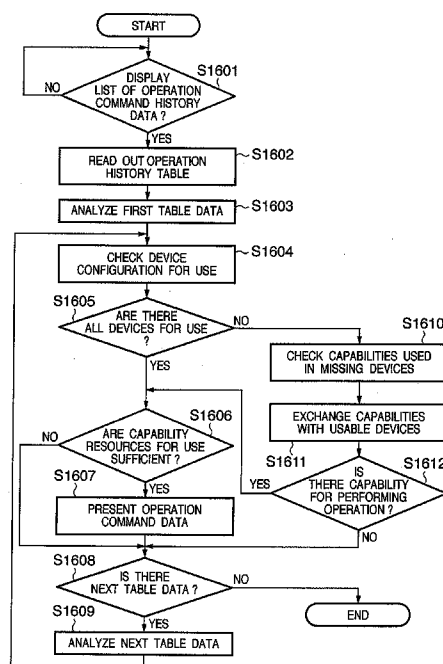 START
S1601
DISPLAY
LIST OF OPERATION
COMMAND HISTORY
DATA ?
NO
YES
READ OUT OPERATION
HISTORY TABLE
S1602
ANALYZE FIRST TABLE DATA
S1603
CHECK DEVICE
CONFIGURATION FOR USE
S1604
S1605
ARE THERE
ALL DEVICES FOR USE
?
NO
YES
S1610
CHECK CAPABILITIES USED
IN MISSING DEVICES
EXCHANGE CAPABILITIES
WITH USABLE DEVICES
S1611
S1606
ARE CAPABILITY
RESOURCES FOR USE
SUFFICIENT ?
NO
YES
S1612
IS
THERE CAPABILITY
FOR PERFORMING
OPERATION ?
YES
NO
S1607
PRESENT OPERATION
COMMAND DATA
S1608
IS THERE
NEXT TABLE DATA ?
NO
YES
END
S1609
ANALYZE NEXT TABLE DATA